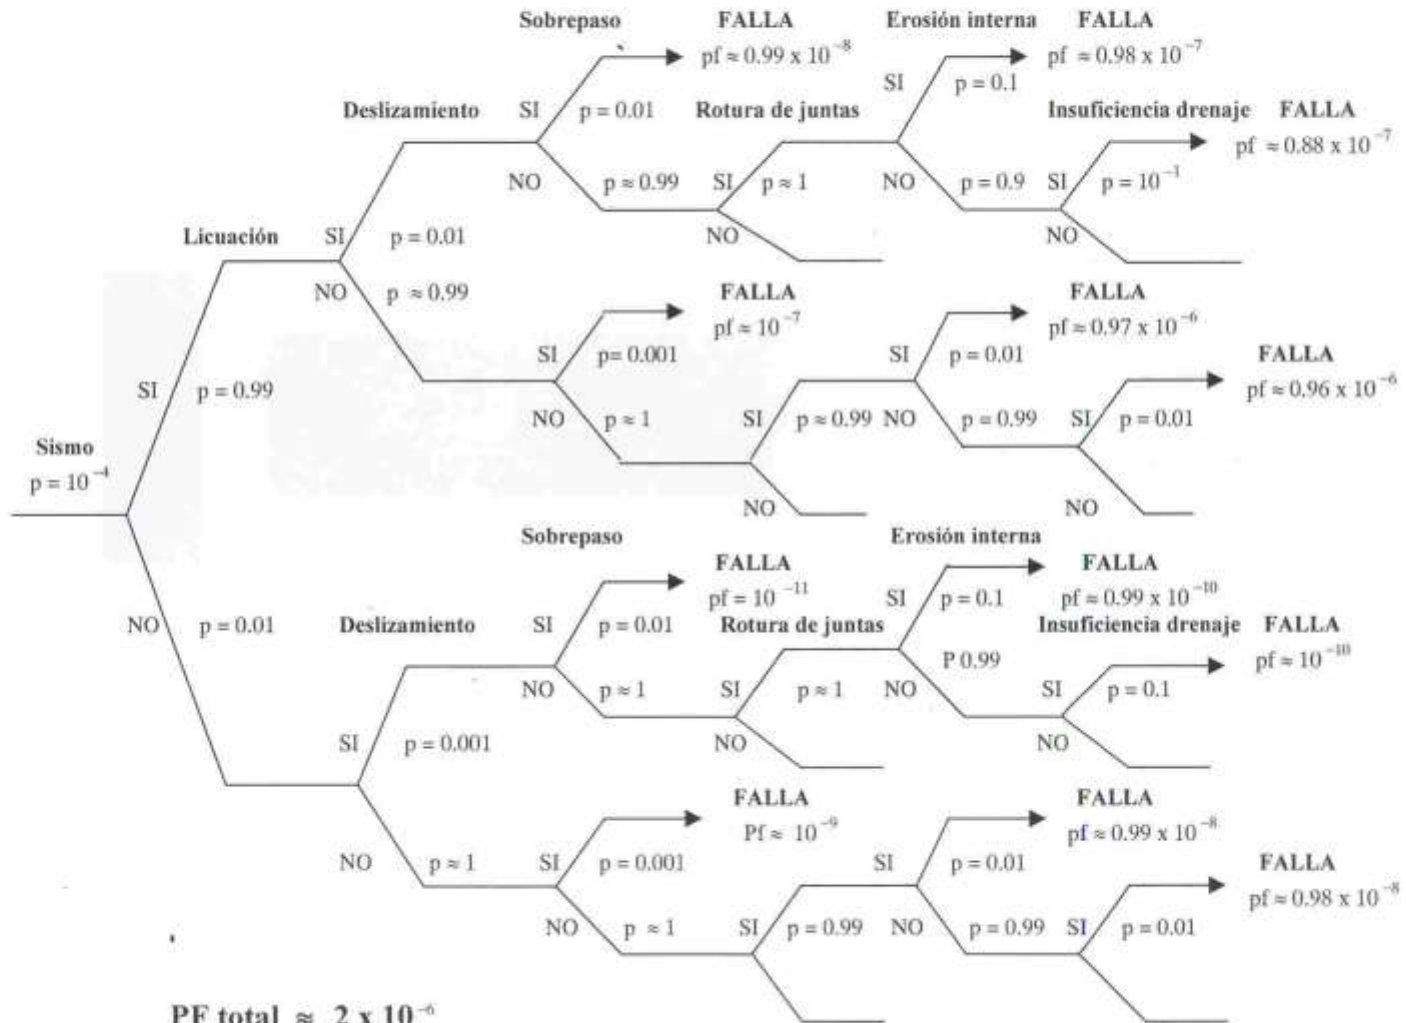 Sobrepaso FALLA Erosión interna FALLA
pf ≈ 0.99 x 10⁻⁸ pf ≈ 0.98 x 10⁻⁷
SI p = 0.1
Deslizamiento SI p = 0.01 Rotura de juntas Insuficiencia drenaje FALLA
pf ≈ 0.88 x 10⁻⁷
NO p ≈ 0.99 SI p ≈ 1 NO p = 0.9 SI p = 10⁻¹
Licuación SI p = 0.01 NO NO
NO p ≈ 0.99 FALLA FALLA
pf ≈ 10⁻⁷ pf ≈ 0.97 x 10⁻⁶
SI p= 0.001 SI p = 0.01 FALLA
SI p = 0.99 pf ≈ 0.96 x 10⁻⁶
NO p ≈ 1 SI p ≈ 0.99 NO p = 0.99 SI p = 0.01
Sismo
p = 10⁻⁴
NO NO
Sobrepaso Erosión interna
FALLA FALLA
pf = 10⁻¹¹ SI p = 0.1 pf ≈ 0.99 x 10⁻¹⁰
NO p = 0.01 Deslizamiento SI p = 0.01 Rotura de juntas Insuficiencia drenaje FALLA
P 0.99 pf ≈ 10⁻¹⁰
NO p ≈ 1 SI p ≈ 1 NO SI p = 0.1
SI p = 0.001 NO NO
FALLA FALLA
Pf ≈ 10⁻⁹ pf ≈ 0.99 x 10⁻⁸
NO p ≈ 1 SI p = 0.001 SI p = 0.01 FALLA
pf ≈ 0.98 x 10⁻⁸
NO p ≈ 1 SI p = 0.99 NO p = 0.99 SI p = 0.01
PF total ≈ 2 x 10⁻⁶